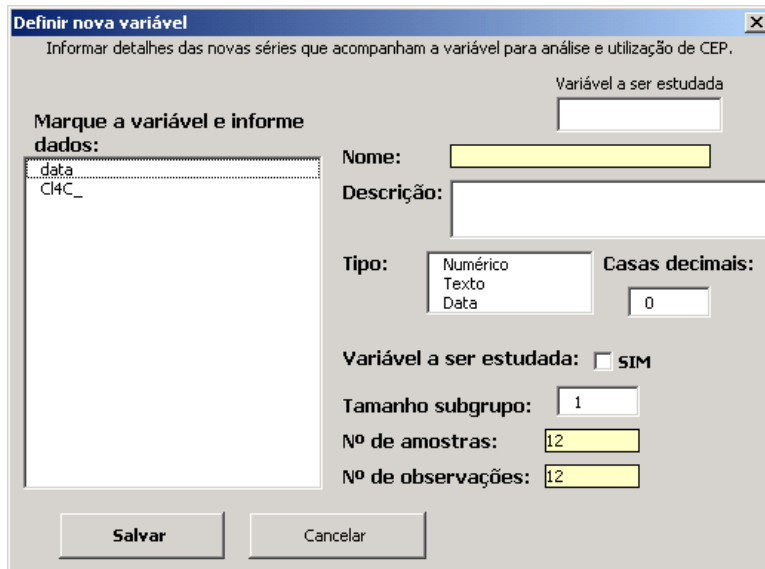 Definir nova variável
Informar detalhes das novas séries que acompanham a variável para análise e utilização de CEP.
Variável a ser estudada
Marque a variável e informe
dados:
data
Cl4C_
Nome:
Descrição:
Tipo:
Numérico
Texto
Data
Casas decimais:
0
Variável a ser estudada:
SIM
Tamanho subgrupo:
1
Nº de amostras:
12
Nº de observações:
12
Salvar
Cancelar